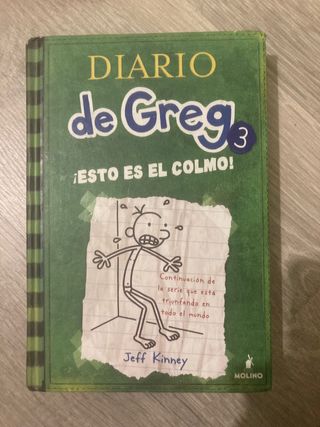 DIARIO
de Greg 3
¡ESTO ES EL COLMO!
Continuación de
la serie que está
triunfando en
todo el mundo
Jeff Kinney
MOLINO